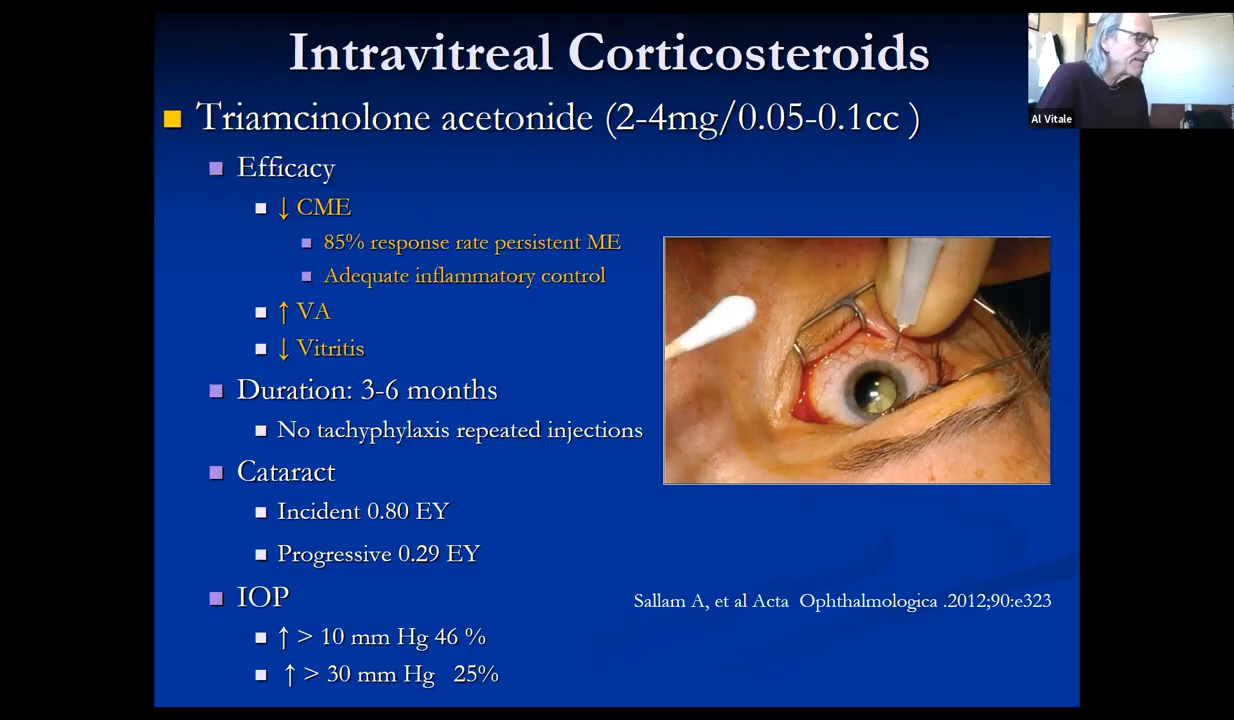 Intravitreal Corticosteroids
Triamcinolone acetonide (2-4mg/0.05-0.1cc )
Al Vitale
Efficacy
↓ CME
85% response rate persistent ME
Adequate inflammatory control
↑ VA
↓ Vitritis
Duration: 3-6 months
No tachyphylaxis repeated injections
Cataract
Incident 0.80 EY
Progressive 0.29 EY
IOP
Sallam A, et al Acta Ophthalmologica .2012;90:e323
↑ > 10 mm Hg 46 %
↑ > 30 mm Hg 25%